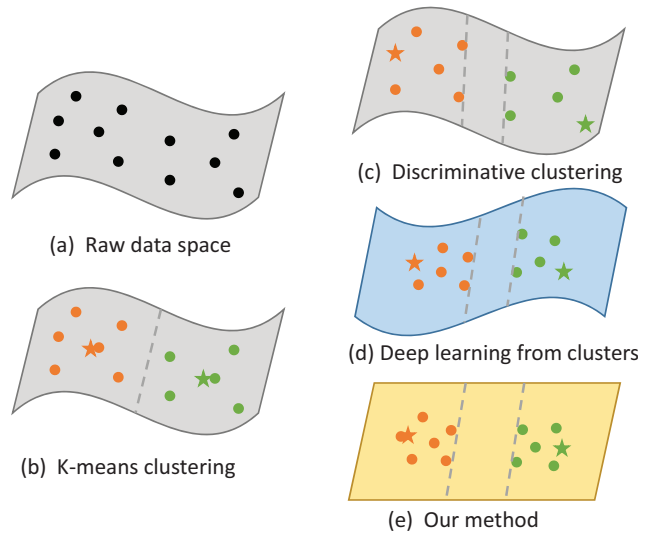 (a) Raw data space
(b) K-means clustering
(c) Discriminative clustering
(d) Deep learning from clusters
(e) Our method